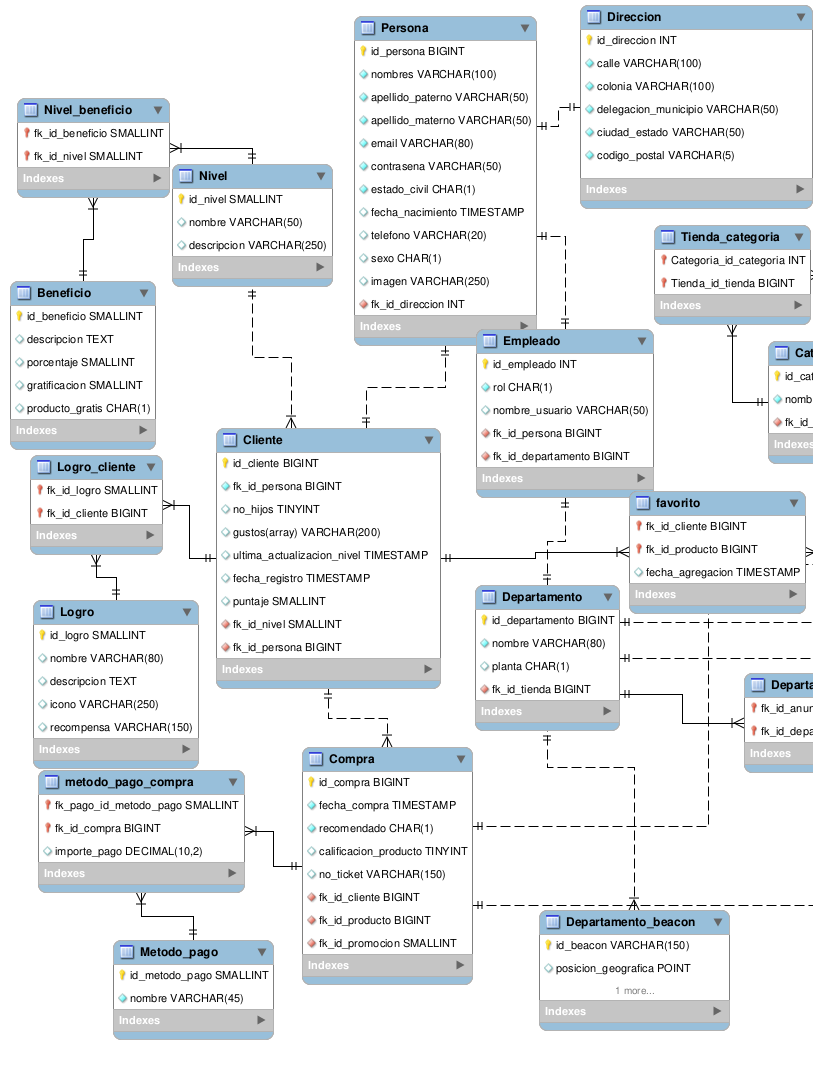 Persona
id_persona BIGINT
nombres VARCHAR(100)
apellido_paterno VARCHAR(50)
apellido_materno VARCHAR(50)
email VARCHAR(80)
contrasena VARCHAR(50)
estado_civil CHAR(1)
fecha_nacimiento TIMESTAMP
telefono VARCHAR(20)
sexo CHAR(1)
imagen VARCHAR(250)
fk_id_direccion INT
Indexes
Direccion
id_direccion INT
calle VARCHAR(100)
colonia VARCHAR(100)
delegacion_municipio VARCHAR(50)
ciudad_estado VARCHAR(50)
codigo_postal VARCHAR(5)
Indexes
Nivel_beneficio
fk_id_beneficio SMALLINT
fk_id_nivel SMALLINT
Indexes
Nivel
id_nivel SMALLINT
nombre VARCHAR(50)
descripcion VARCHAR(250)
Indexes
Tienda_categoria
Categoria_id_categoria INT
Tienda_id_tienda BIGINT
Indexes
Beneficio
id_beneficio SMALLINT
descripcion TEXT
porcentaje SMALLINT
gratificacion SMALLINT
producto_gratis CHAR(1)
Indexes
Empleado
id_empleado INT
rol CHAR(1)
nombre_usuario VARCHAR(50)
fk_id_persona BIGINT
fk_id_departamento BIGINT
Indexes
Cat
id_cat
nomb
fk_id_
Indexes
Cliente
id_cliente BIGINT
fk_id_persona BIGINT
no_hijos TINYINT
gustos(array) VARCHAR(200)
ultima_actualizacion_nivel TIMESTAMP
fecha_registro TIMESTAMP
puntaje SMALLINT
fk_id_nivel SMALLINT
fk_id_persona BIGINT
Indexes
Logro_cliente
fk_id_logro SMALLINT
fk_id_cliente BIGINT
Indexes
favorito
fk_id_cliente BIGINT
fk_id_producto BIGINT
fecha_agregacion TIMESTAMP
Indexes
Logro
id_logro SMALLINT
nombre VARCHAR(80)
descripcion TEXT
icono VARCHAR(250)
recompensa VARCHAR(150)
Indexes
Departamento
id_departamento BIGINT
nombre VARCHAR(80)
planta CHAR(1)
fk_id_tienda BIGINT
Indexes
Departa
fk_id_anun
fk_id_depa
Indexes
Compra
id_compra BIGINT
fecha_compra TIMESTAMP
recomendado CHAR(1)
calificacion_producto TINYINT
no_ticket VARCHAR(150)
fk_id_cliente BIGINT
fk_id_producto BIGINT
fk_id_promocion SMALLINT
Indexes
metodo_pago_compra
fk_pago_id_metodo_pago SMALLINT
fk_id_compra BIGINT
importe_pago DECIMAL(10,2)
Indexes
Departamento_beacon
id_beacon VARCHAR(150)
posicion_geografica POINT
1 more...
Indexes
Metodo_pago
id_metodo_pago SMALLINT
nombre VARCHAR(45)
Indexes